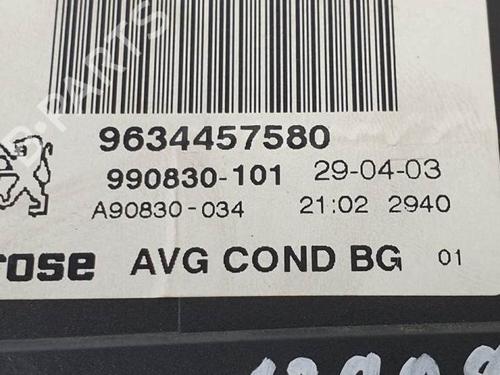 9634457580
990830-101 29-04-03
A90830-034 21:02 2940
rose AVG COND BG 01